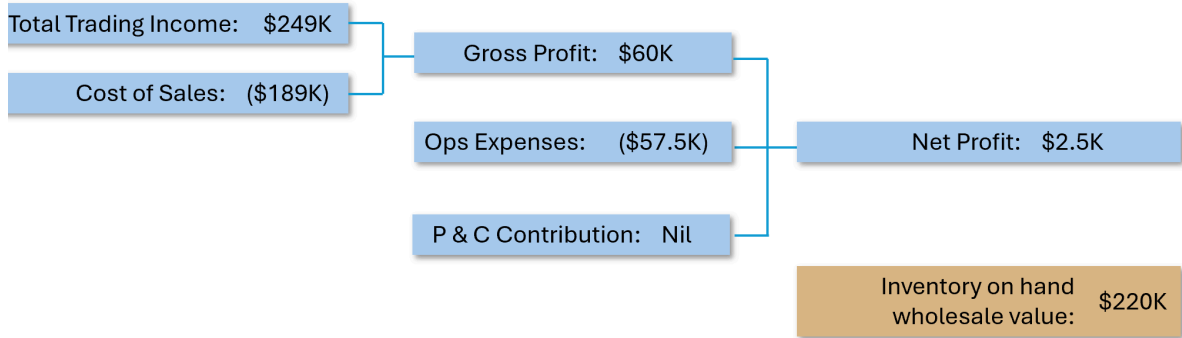 Total Trading Income: $249K
Cost of Sales: ($189K)
Gross Profit: $60K
Ops Expenses: ($57.5K)
P & C Contribution: Nil
Net Profit: $2.5K
Inventory on hand
wholesale value: $220K